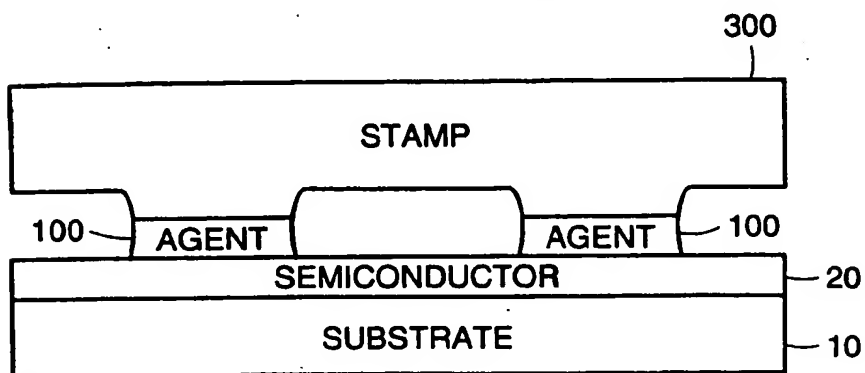 300
STAMP
100 AGENT AGENT 100
SEMICONDUCTOR 20
SUBSTRATE 10